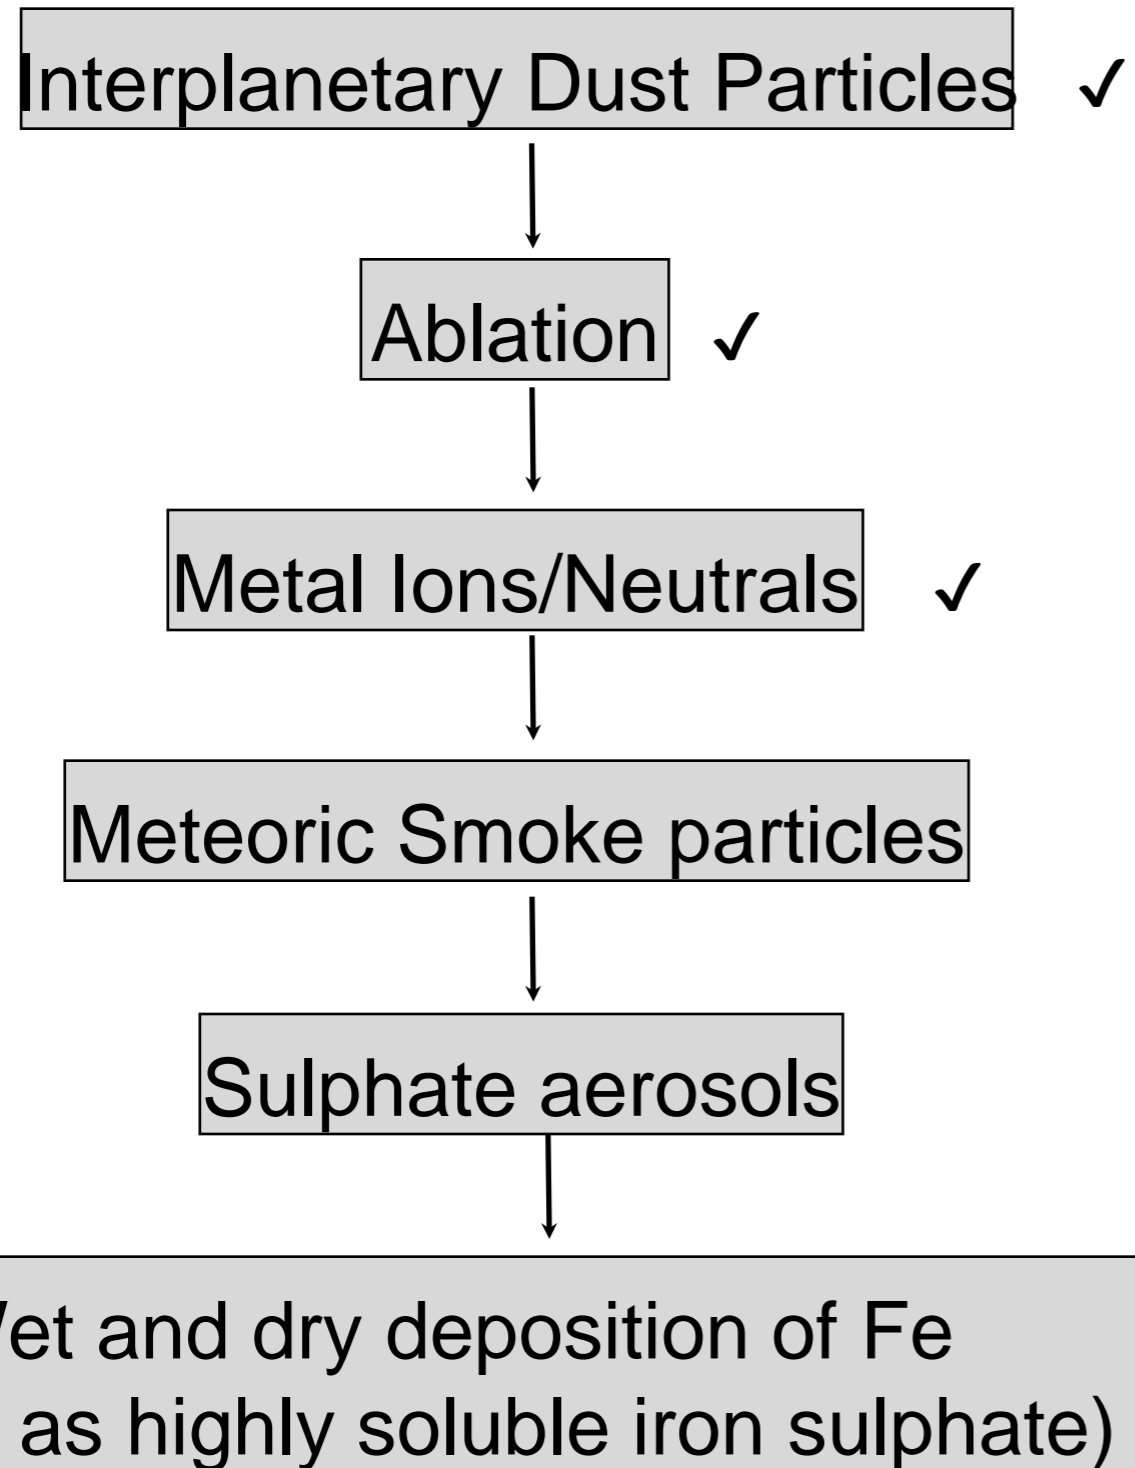 Interplanetary Dust Particles ✓
Ablation ✓
Metal Ions/Neutrals ✓
Meteoric Smoke particles
Sulphate aerosols
et and dry deposition of Fe
as highly soluble iron sulphate)